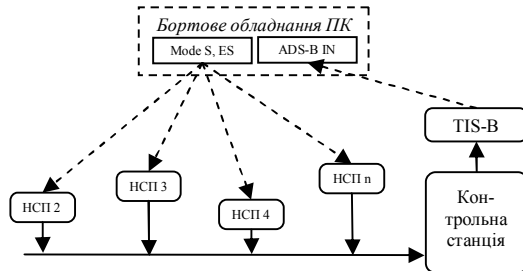 Бортове обладнання ПК
Mode S, ES
ADS-B IN
TIS-B
НСП 2
НСП 3
НСП 4
НСП n
Кон-
трольна
станція